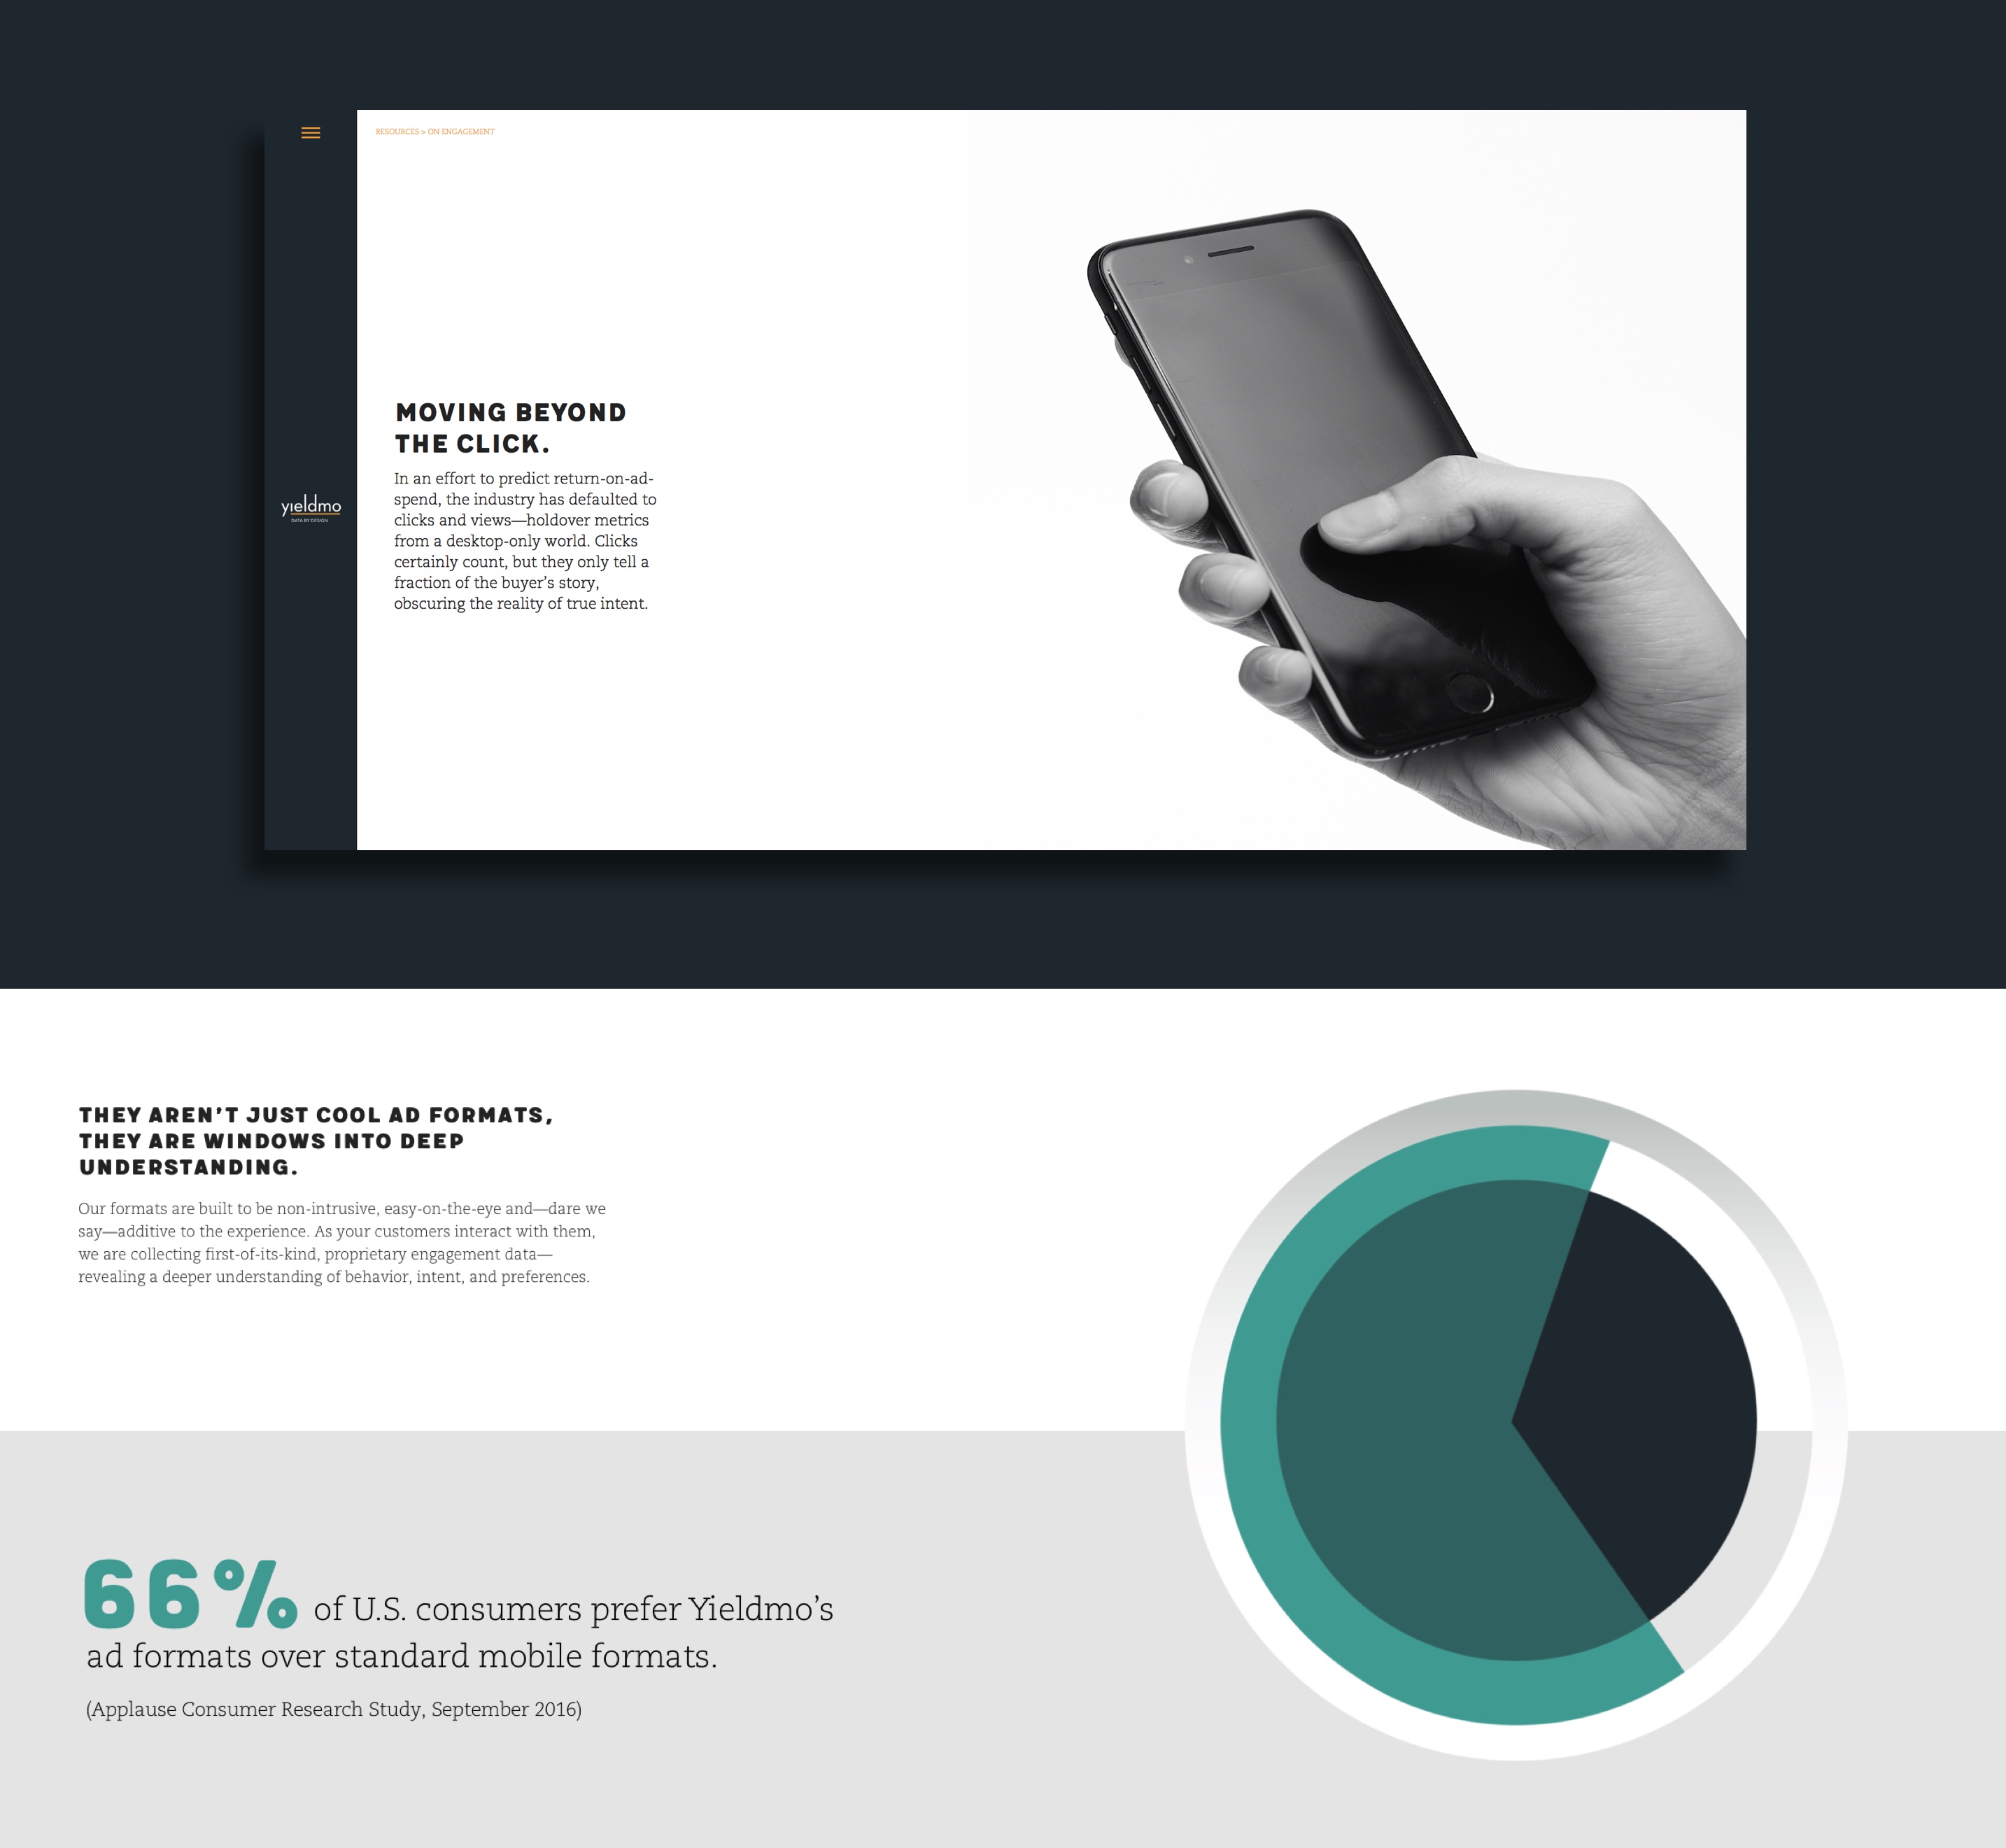 RESOURCES > ON ENGAGEMENT
MOVING BEYOND
THE CLICK.
In an effort to predict return-on-ad-
spend, the industry has defaulted to
clicks and views—holdover metrics
from a desktop-only world. Clicks
certainly count, but they only tell a
fraction of the buyer’s story,
obscuring the reality of true intent.
yieldmo
DATA BY DESIGN
THEY AREN’T JUST COOL AD FORMATS,
THEY ARE WINDOWS INTO DEEP
UNDERSTANDING.
Our formats are built to be non-intrusive, easy-on-the-eye and—dare we
say—additive to the experience. As your customers interact with them,
we are collecting first-of-its-kind, proprietary engagement data—
revealing a deeper understanding of behavior, intent, and preferences.
66% of U.S. consumers prefer Yieldmo’s
ad formats over standard mobile formats.
(Applause Consumer Research Study, September 2016)